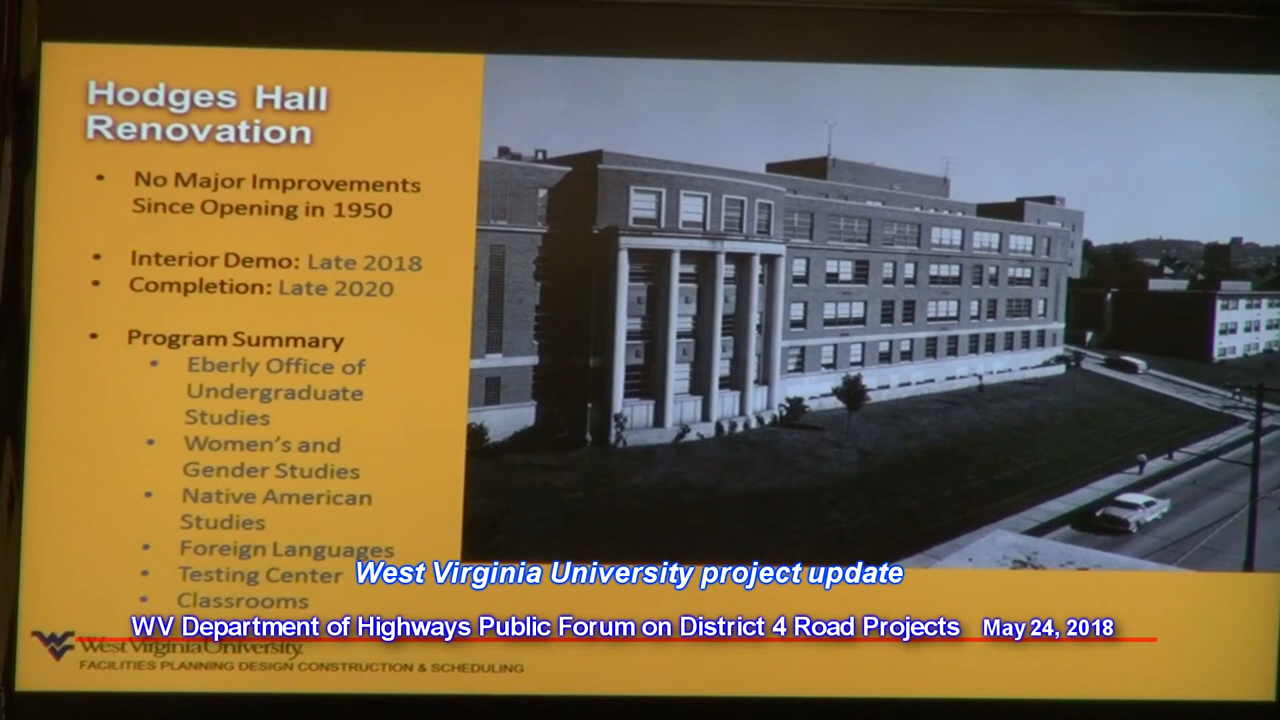 Hodges Hall
Renovation
• No Major Improvements
Since Opening in 1950
• Interior Demo: Late 2018
• Completion: Late 2020
• Program Summary
• Eberly Office of
Undergraduate
Studies
• Women's and
Gender Studies
• Native American
Studies
• Foreign Languages
• Testing Center
• Classrooms
West Virginia University project update
WV Department of Highways Public Forum on District 4 Road Projects May 24, 2018
West Virginia University.
FACILITIES PLANNING DESIGN CONSTRUCTION & SCHEDULING